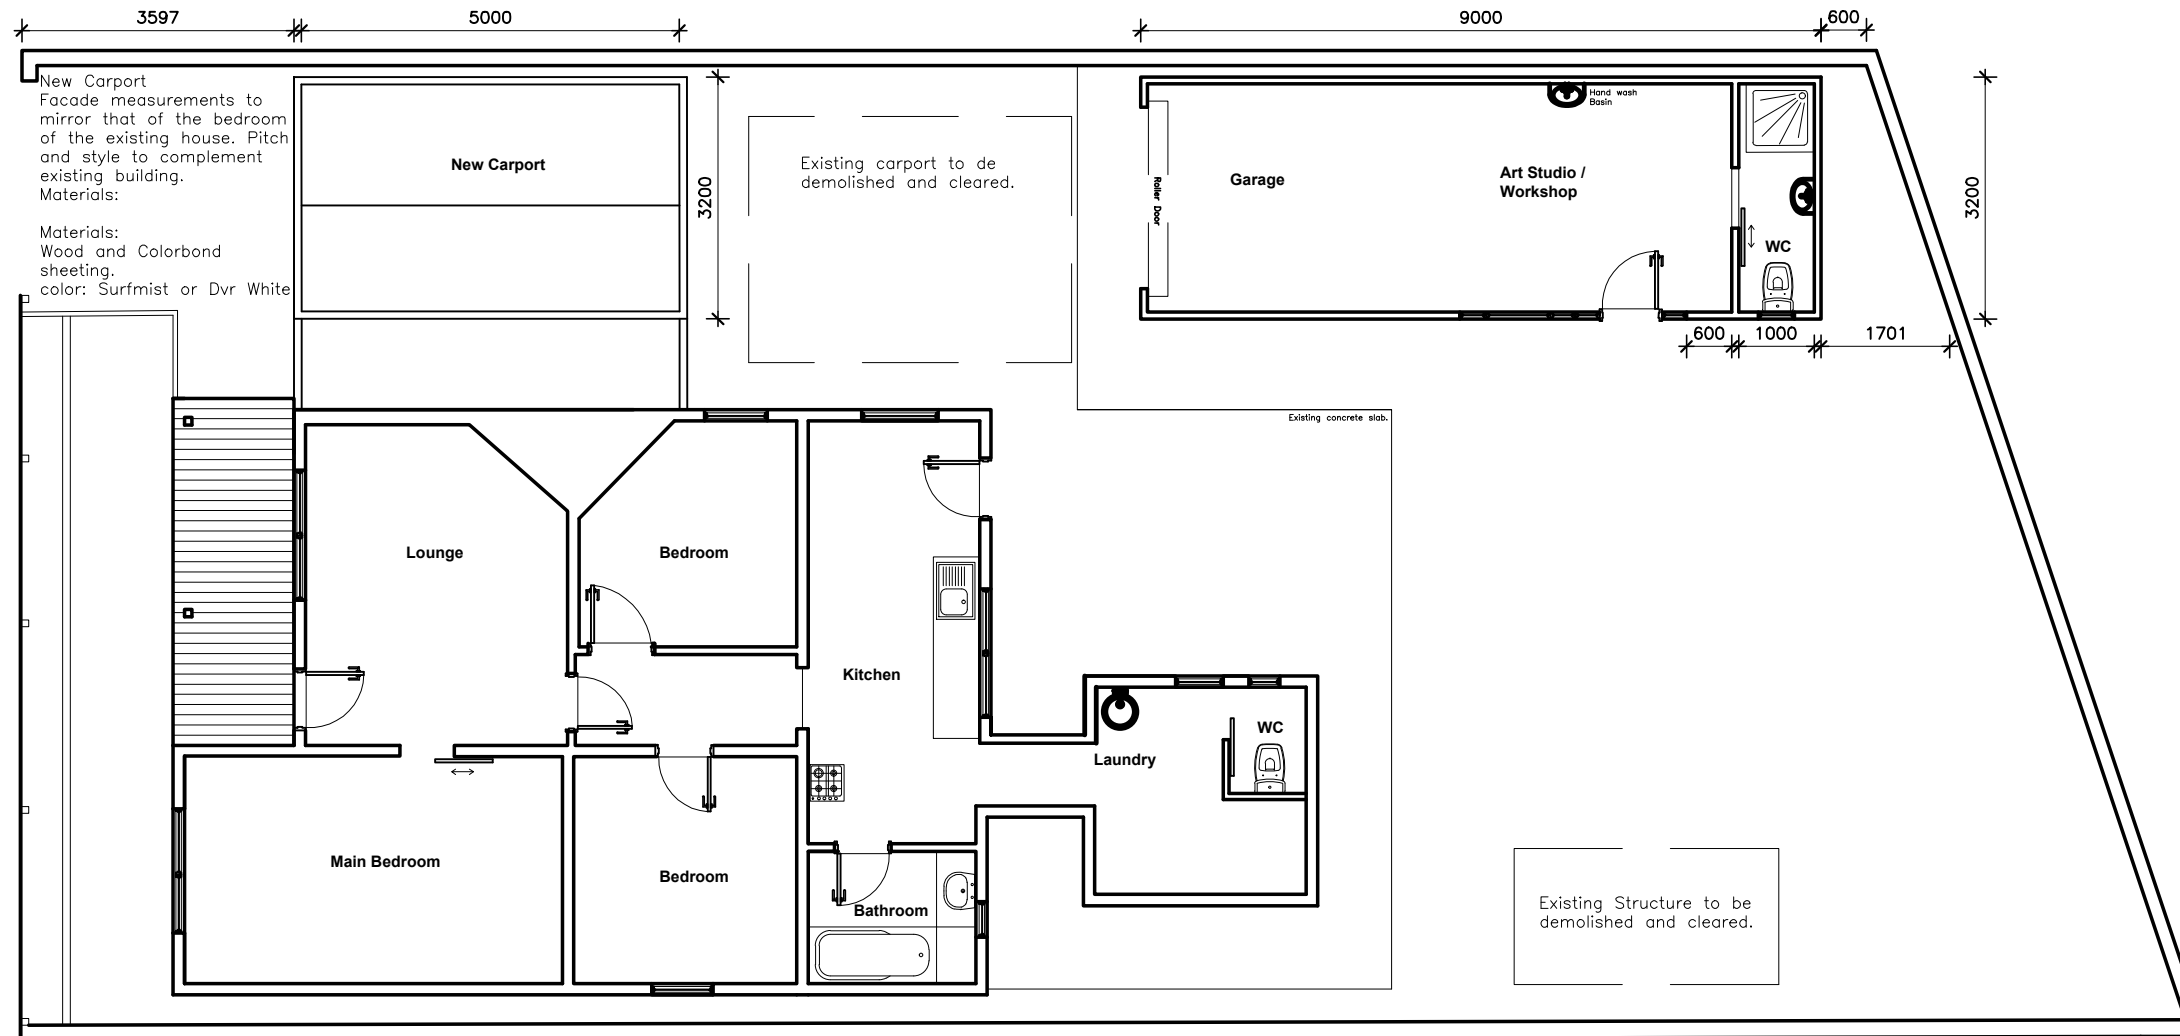 3597
5000
9000
600
New Carport
Facade measurements to
mirror that of the bedroom
of the existing house. Pitch
and style to complement
existing building.
Materials:
Materials:
Wood and Colorbond
sheeting.
color: Surfmist or Dvr White
New Carport
3200
Existing carport to de
demolished and cleared.
Roller Door
Garage
Hand wash
Basin
Art Studio /
Workshop
WC
3200
600
1000
1701
Existing concrete slab.
Lounge
Bedroom
Kitchen
Laundry
WC
Main Bedroom
Bedroom
Bathroom
Existing Structure to be
demolished and cleared.